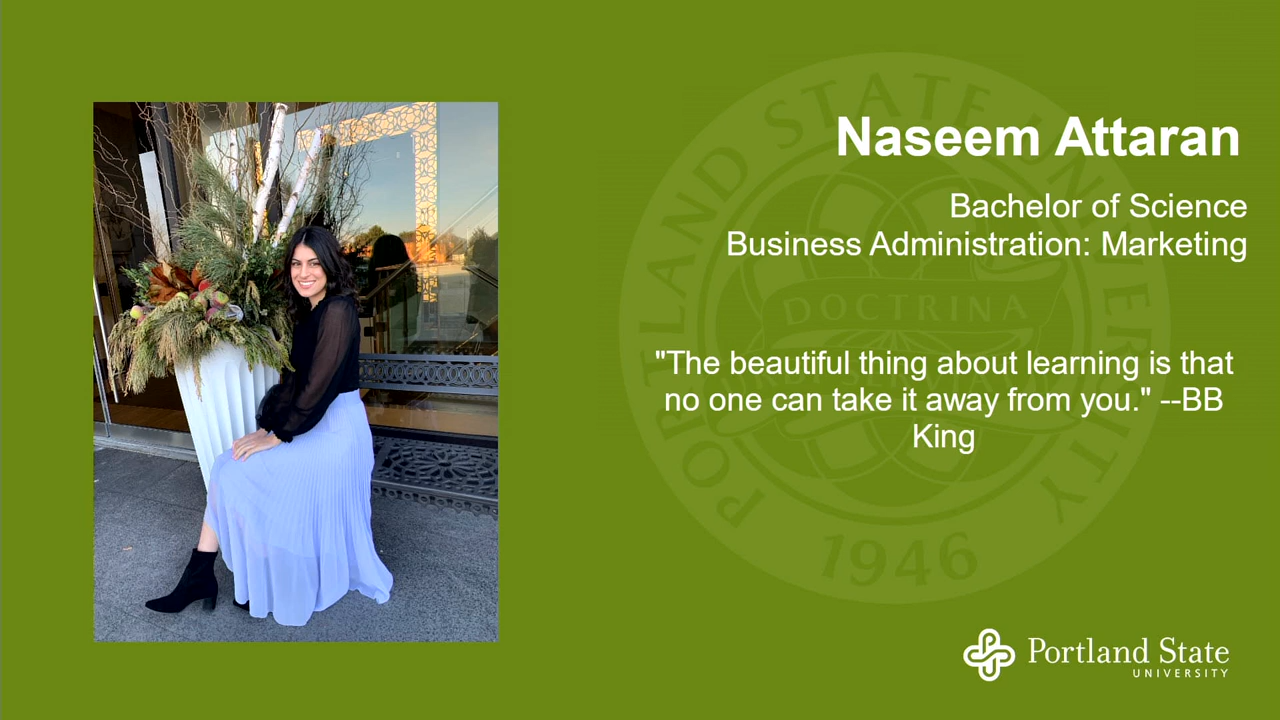 Naseem Attaran
Bachelor of Science
Business Administration: Marketing
"The beautiful thing about learning is that
no one can take it away from you." --BB
King
PORTLAND STATE UNIVERSITY
DOCTRINA
1946
Portland State
UNIVERSITY